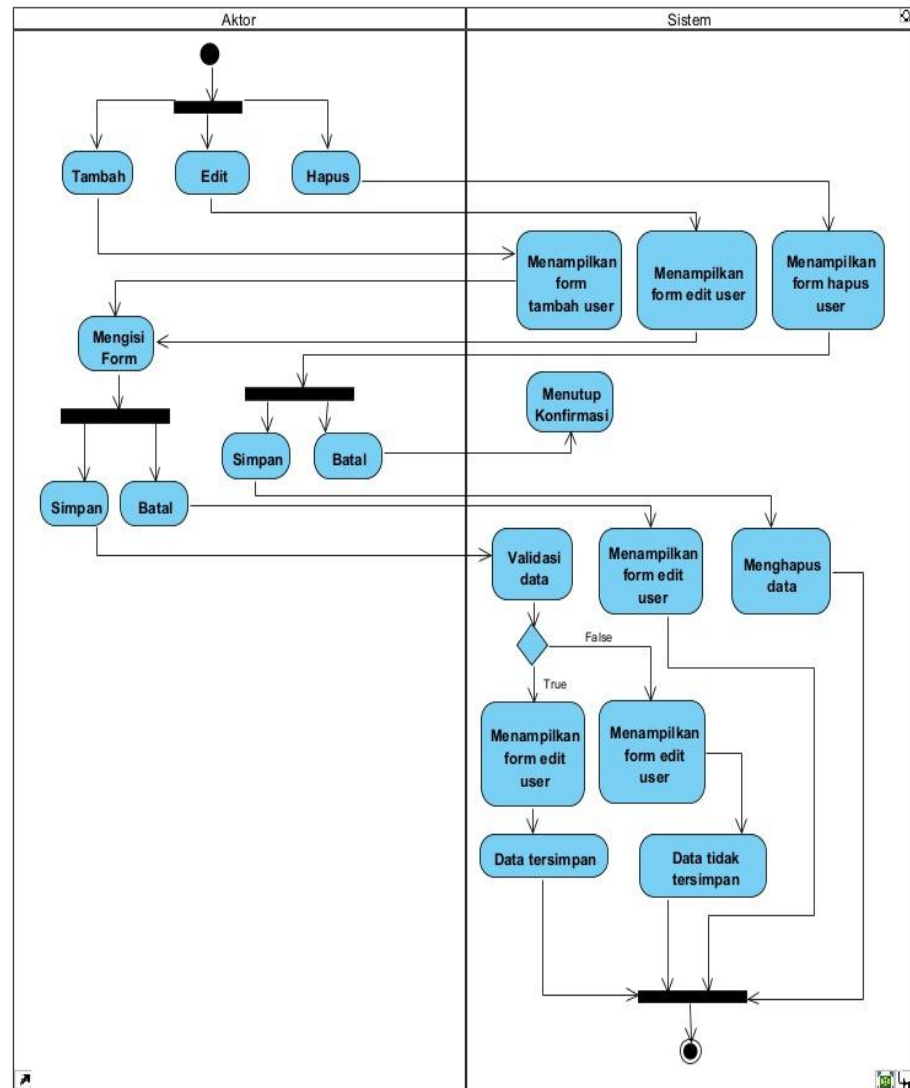 Aktor
Sistem
Tambah
Edit
Hapus
Menampilkan
form
tambah user
Menampilkan
form edit user
Menampilkan
form hapus
user
Mengisi
Form
Menutup
Konfirmasi
Simpan
Batal
Simpan
Batal
Validasi
data
Menampilkan
form edit
user
Menghapus
data
False
True
Menampilkan
form edit
user
Menampilkan
form edit
user
Data tersimpan
Data tidak
tersimpan